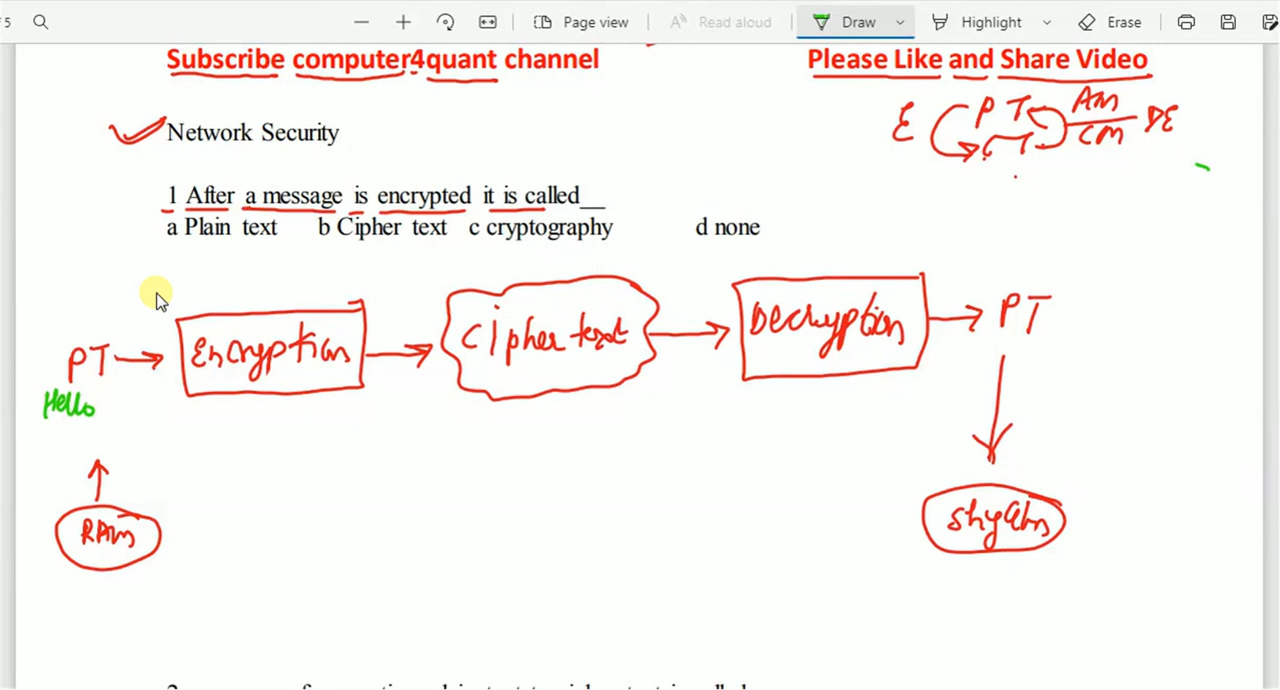 5 Page view Read aloud Draw Highlight Erase
Subscribe computer4quant channel Please Like and Share Video
Network Security
E PT AM DE
CT CM
1 After a message is encrypted it is called__
a Plain text b Cipher text c cryptography d none
PT Encryption Cipher text Decryption PT
Hello
RAm Shyam